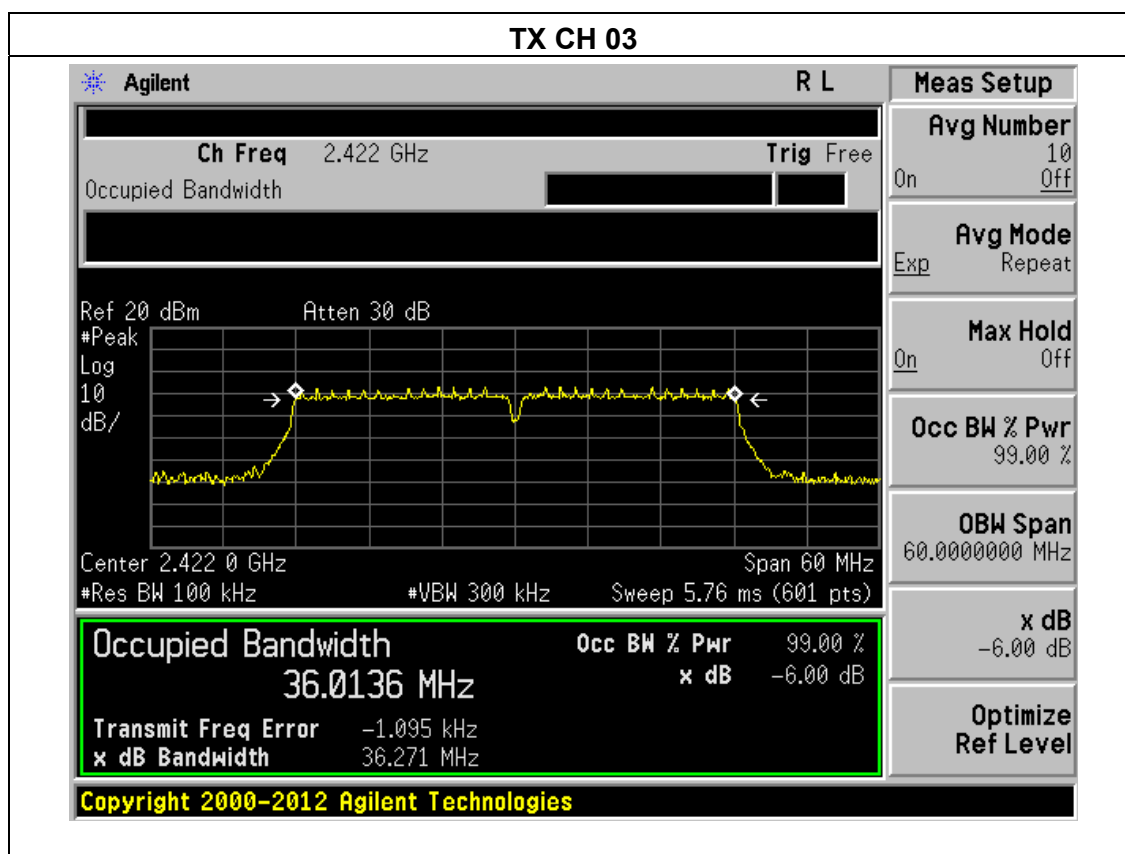 TX CH 03
Agilent R L
Ch Freq 2.422 GHz Trig Free
Occupied Bandwidth
Ref 20 dBm Atten 30 dB
#Peak
Log
10
dB/
Center 2.422 0 GHz Span 60 MHz
#Res BW 100 kHz #VBW 300 kHz Sweep 5.76 ms (601 pts)
Occupied Bandwidth Occ BW % Pwr 99.00 %
36.0136 MHz x dB -6.00 dB
Transmit Freq Error -1.095 kHz
x dB Bandwidth 36.271 MHz
Copyright 2000-2012 Agilent Technologies
Meas Setup
Avg Number
10
On Off
Avg Mode
Exp Repeat
Max Hold
On Off
Occ BW % Pwr
99.00 %
OBW Span
60.0000000 MHz
x dB
-6.00 dB
Optimize
Ref Level